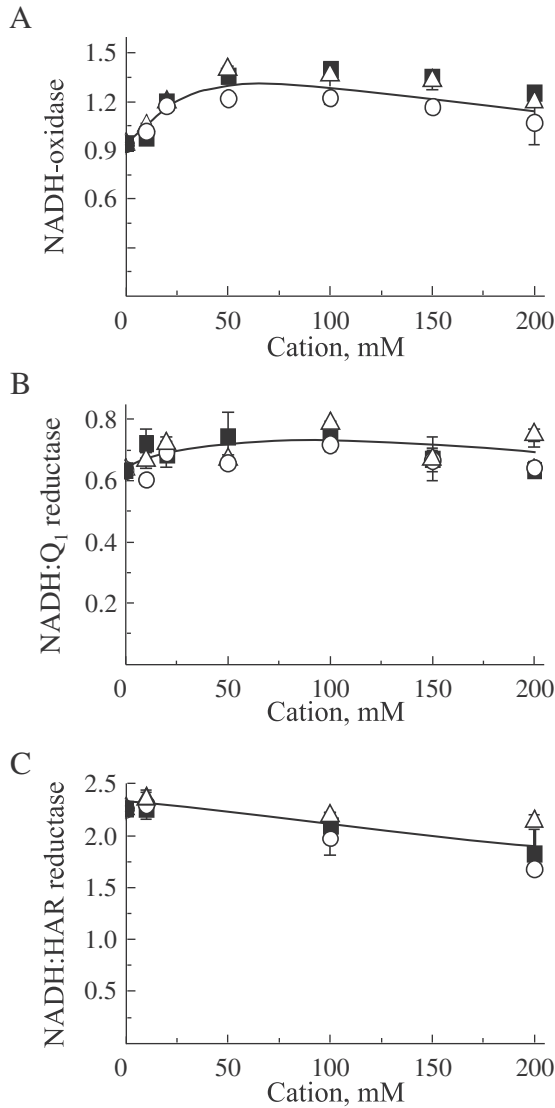 A
NADH-oxidase
1.5
1.2
0.9
0.6
0 50 100 150 200
Cation, mM
B
NADH:Q1 reductase
0.8
0.6
0.4
0.2
0 50 100 150 200
Cation, mM
C
NADH:HAR reductase
2.5
2.0
1.5
1.0
0.5
0 50 100 150 200
Cation, mM